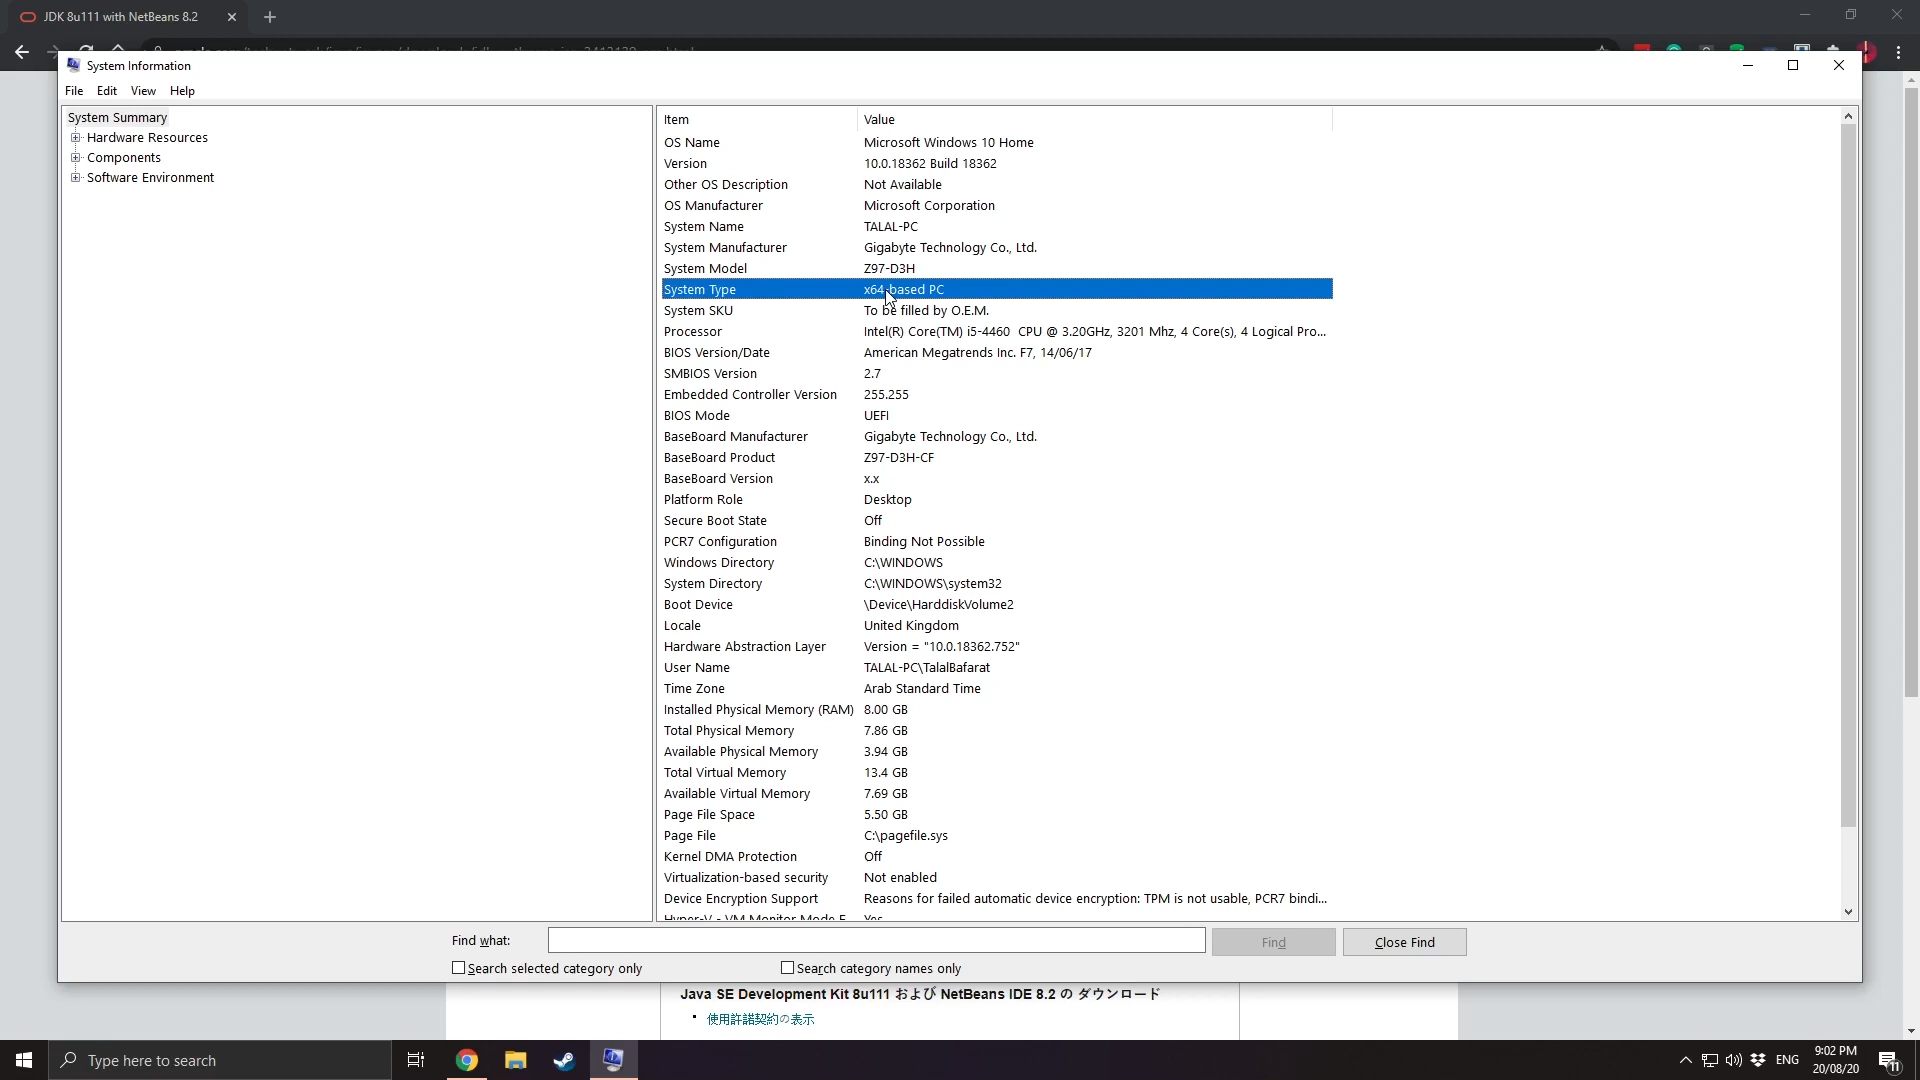 JDK 8u111 with NetBeans 8.2
System Information
File Edit View Help
System Summary
Hardware Resources
Components
Software Environment
Item Value
OS Name Microsoft Windows 10 Home
Version 10.0.18362 Build 18362
Other OS Description Not Available
OS Manufacturer Microsoft Corporation
System Name TALAL-PC
System Manufacturer Gigabyte Technology Co., Ltd.
System Model Z97-D3H
System Type x64-based PC
System SKU To be filled by O.E.M.
Processor Intel(R) Core(TM) i5-4460 CPU @ 3.20GHz, 3201 Mhz, 4 Core(s), 4 Logical Pro...
BIOS Version/Date American Megatrends Inc. F7, 14/06/17
SMBIOS Version 2.7
Embedded Controller Version 255.255
BIOS Mode UEFI
BaseBoard Manufacturer Gigabyte Technology Co., Ltd.
BaseBoard Product Z97-D3H-CF
BaseBoard Version x.x
Platform Role Desktop
Secure Boot State Off
PCR7 Configuration Binding Not Possible
Windows Directory C:\WINDOWS
System Directory C:\WINDOWS\system32
Boot Device \Device\HarddiskVolume2
Locale United Kingdom
Hardware Abstraction Layer Version = "10.0.18362.752"
User Name TALAL-PC\TalalBafarat
Time Zone Arab Standard Time
Installed Physical Memory (RAM) 8.00 GB
Total Physical Memory 7.86 GB
Available Physical Memory 3.94 GB
Total Virtual Memory 13.4 GB
Available Virtual Memory 7.69 GB
Page File Space 5.50 GB
Page File C:\pagefile.sys
Kernel DMA Protection Off
Virtualization-based security Not enabled
Device Encryption Support Reasons for failed automatic device encryption: TPM is not usable, PCR7 bindi...
Hyper-V - VM Monitor Mode E Yes
Find what: Find Close Find
Search selected category only Search category names only
Java SE Development Kit 8u111 および NetBeans IDE 8.2 の ダウンロード
使用許諾契約の表示
Type here to search
ENG
9:02 PM
20/08/20
11